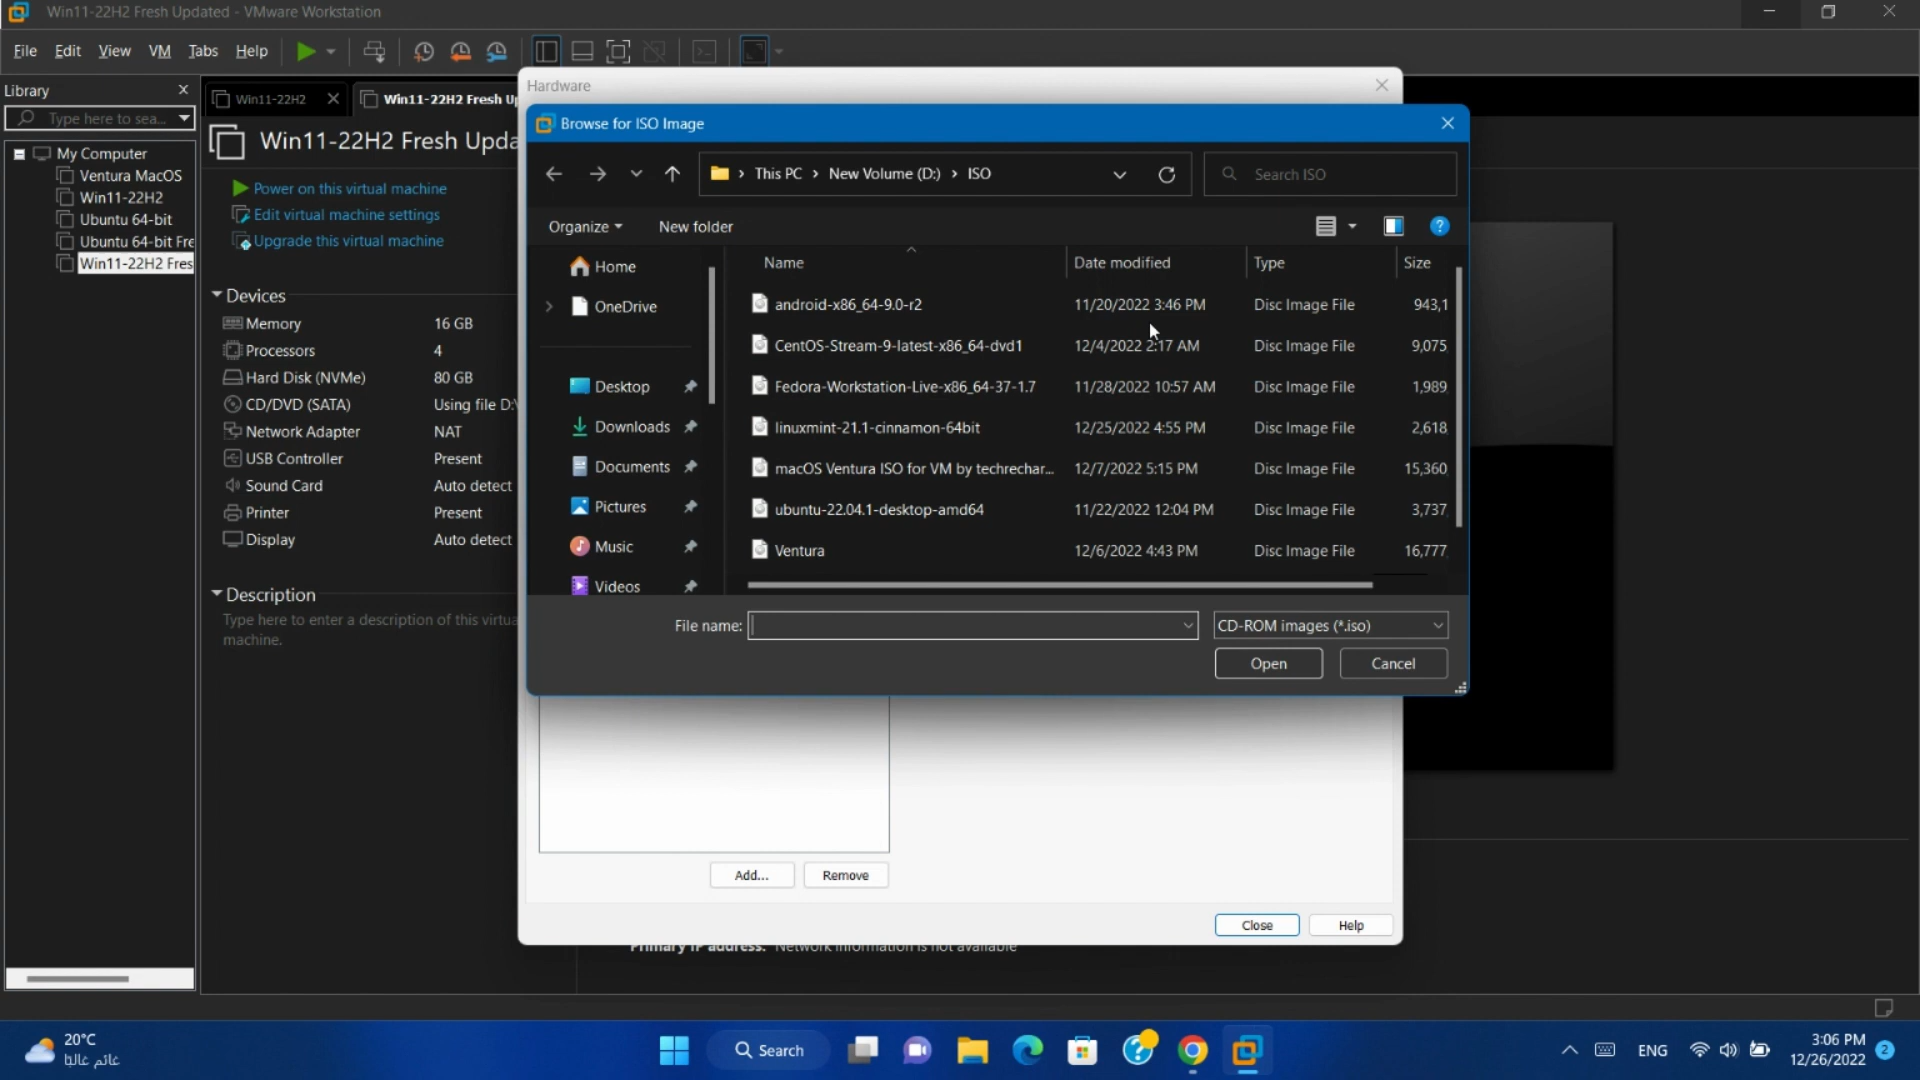 Win11-22H2 Fresh Updated - VMware Workstation
File Edit View VM Tabs Help
Library
Type here to sea...
My Computer
Ventura MacOS
Win11-22H2
Ubuntu 64-bit
Ubuntu 64-bit Fre
Win11-22H2 Fres
Win11-22H2
Win11-22H2 Fresh Up
Win11-22H2 Fresh Upda
Power on this virtual machine
Edit virtual machine settings
Upgrade this virtual machine
Devices
Memory 16 GB
Processors 4
Hard Disk (NVMe) 80 GB
CD/DVD (SATA) Using file D:\
Network Adapter NAT
USB Controller Present
Sound Card Auto detect
Printer Present
Display Auto detect
Description
Type here to enter a description of this virtua
machine.
Hardware
Browse for ISO Image
This PC › New Volume (D:) › ISO
Search ISO
Organize New folder
Home
OneDrive
Desktop
Downloads
Documents
Pictures
Music
Videos
Name Date modified Type Size
android-x86_64-9.0-r2 11/20/2022 3:46 PM Disc Image File 943,1
CentOS-Stream-9-latest-x86_64-dvd1 12/4/2022 2:17 AM Disc Image File 9,075
Fedora-Workstation-Live-x86_64-37-1.7 11/28/2022 10:57 AM Disc Image File 1,989
linuxmint-21.1-cinnamon-64bit 12/25/2022 4:55 PM Disc Image File 2,618
macOS Ventura ISO for VM by techrechar... 12/7/2022 5:15 PM Disc Image File 15,360
ubuntu-22.04.1-desktop-amd64 11/22/2022 12:04 PM Disc Image File 3,737
Ventura 12/6/2022 4:43 PM Disc Image File 16,777
File name:
CD-ROM images (*.iso)
Open Cancel
Add... Remove
Close Help
Primary IP address: Network information is not available
20°C
غائم غالبًا
Search
ENG
3:06 PM
12/26/2022
2